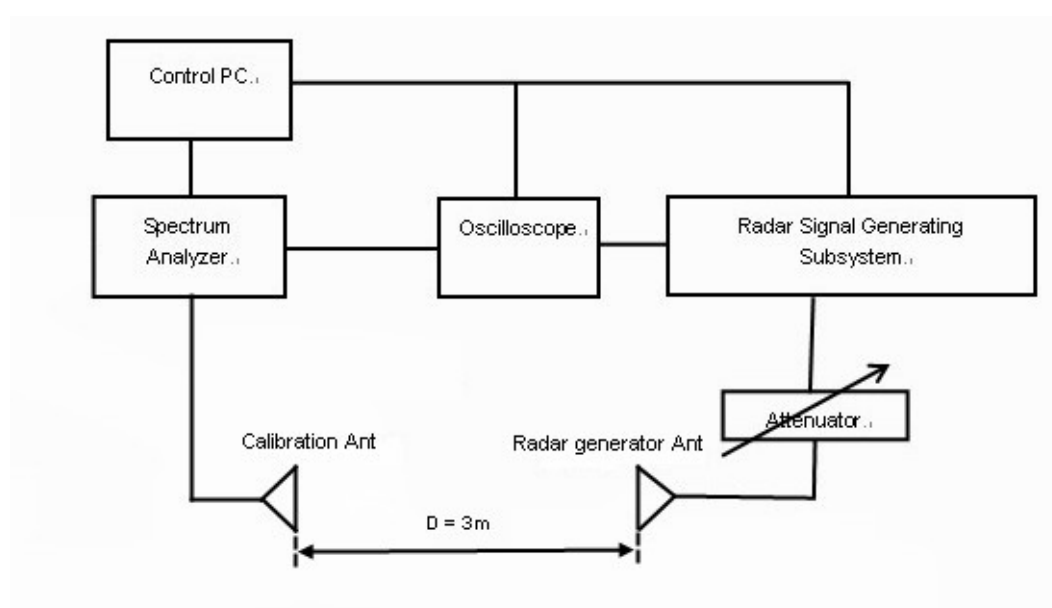 Control PC.
Spectrum
Analyzer.
Oscilloscope.
Radar Signal Generating
Subsystem.
Attenuator.
Calibration Ant
Radar generator Ant
D = 3m